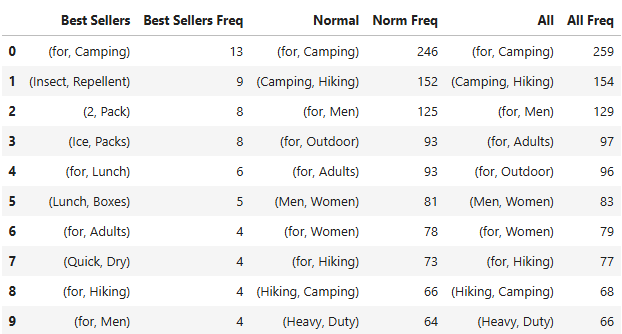 Best Sellers Best Sellers Freq Normal Norm Freq All All Freq
0 (for, Camping) 13 (for, Camping) 246 (for, Camping) 259
1 (Insect, Repellent) 9 (Camping, Hiking) 152 (Camping, Hiking) 154
2 (2, Pack) 8 (for, Men) 125 (for, Men) 129
3 (Ice, Packs) 8 (for, Outdoor) 93 (for, Adults) 97
4 (for, Lunch) 6 (for, Adults) 93 (for, Outdoor) 96
5 (Lunch, Boxes) 5 (Men, Women) 81 (Men, Women) 83
6 (for, Adults) 4 (for, Women) 78 (for, Women) 79
7 (Quick, Dry) 4 (for, Hiking) 73 (for, Hiking) 77
8 (for, Hiking) 4 (Hiking, Camping) 66 (Hiking, Camping) 68
9 (for, Men) 4 (Heavy, Duty) 64 (Heavy, Duty) 66